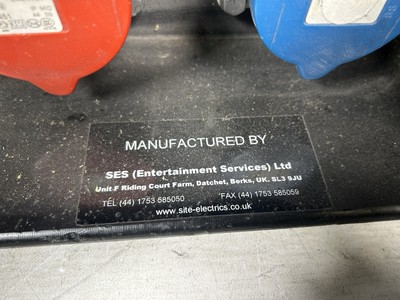 MANUFACTURED BY
SES (Entertainment Services) Ltd
Unit F Riding Court Farm, Datchet, Berks, UK. SL3 9JU
TEL (44) 1753 585050 FAX (44) 1753 585059
www.site-electrics.co.uk